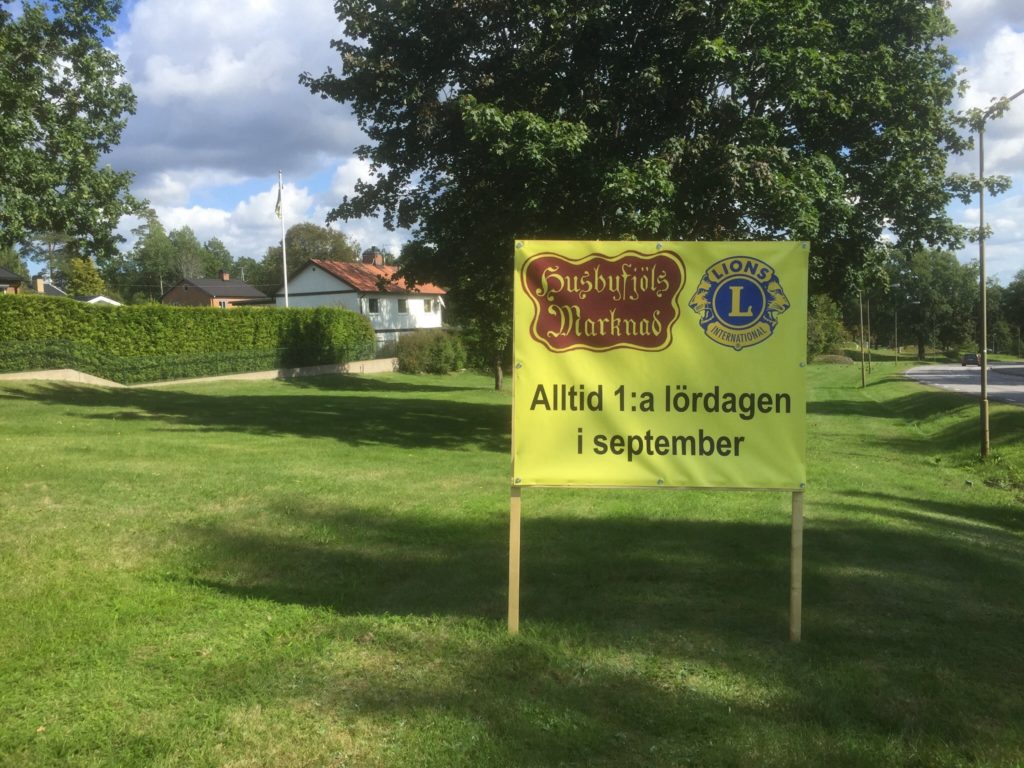 Husbyfjöls
Marknad
LIONS
L
INTERNATIONAL
Alltid 1:a lördagen
i september